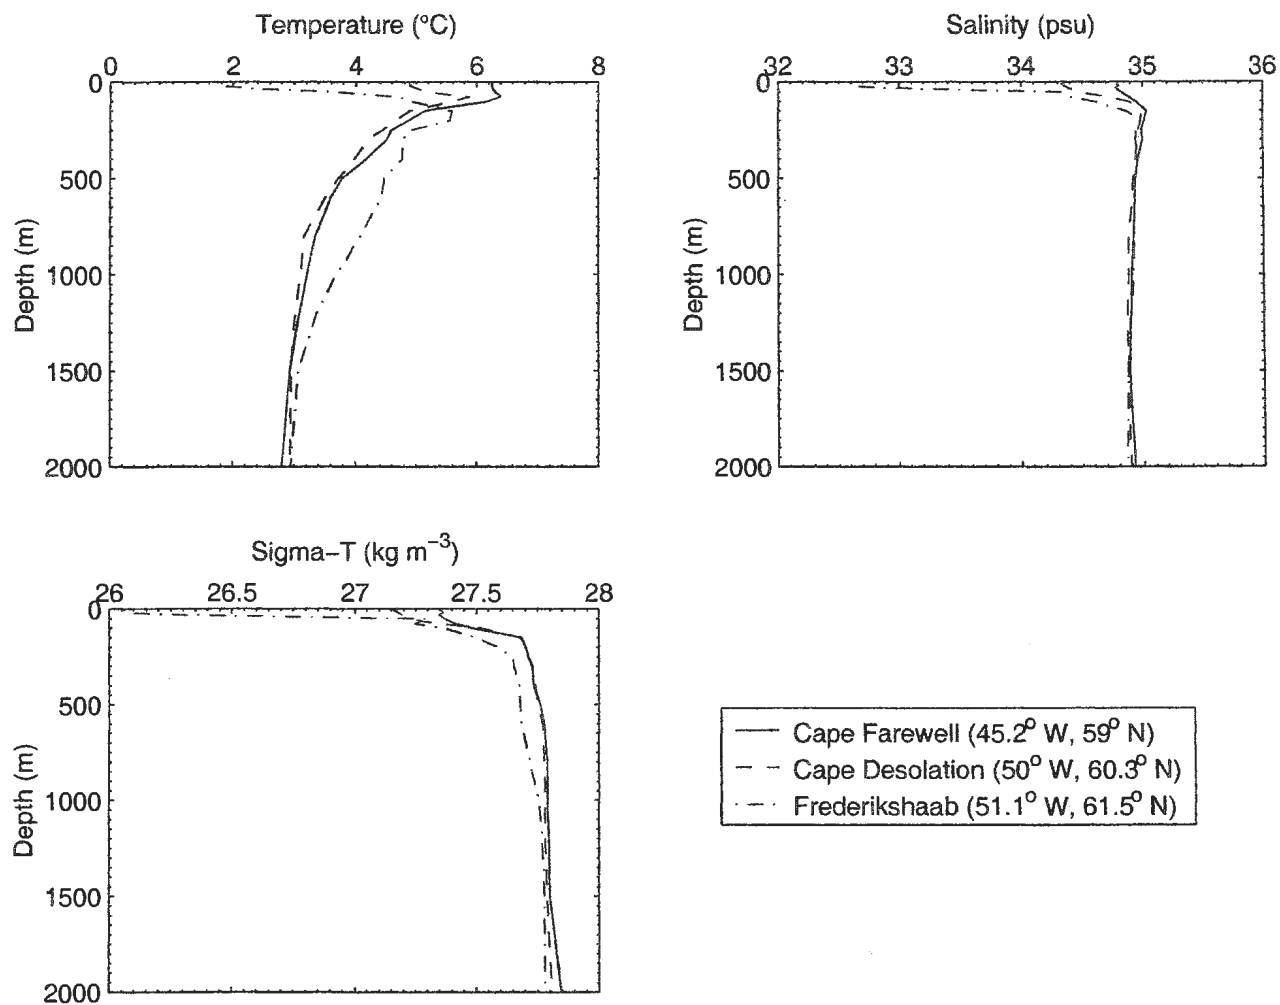 Temperature (°C)
0 2 4 6 8
0
500
1000
1500
2000
Depth (m)
Salinity (psu)
32 33 34 35 36
0
500
1000
1500
2000
Depth (m)
Sigma−T (kg m⁻³)
26 26.5 27 27.5 28
0
500
1000
1500
2000
Depth (m)
Cape Farewell (45.2° W, 59° N)
Cape Desolation (50° W, 60.3° N)
Frederikshaab (51.1° W, 61.5° N)